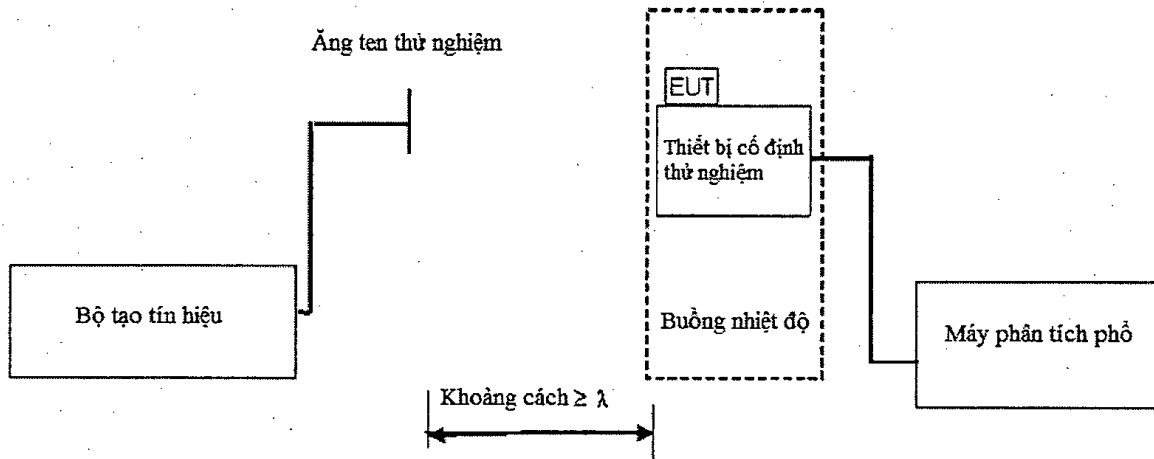 Ăng ten thử nghiệm
EUT
Thiết bị cố định
thử nghiệm
Bộ tạo tín hiệu
Buồng nhiệt độ
Máy phân tích phổ
Khoảng cách ≥ λ